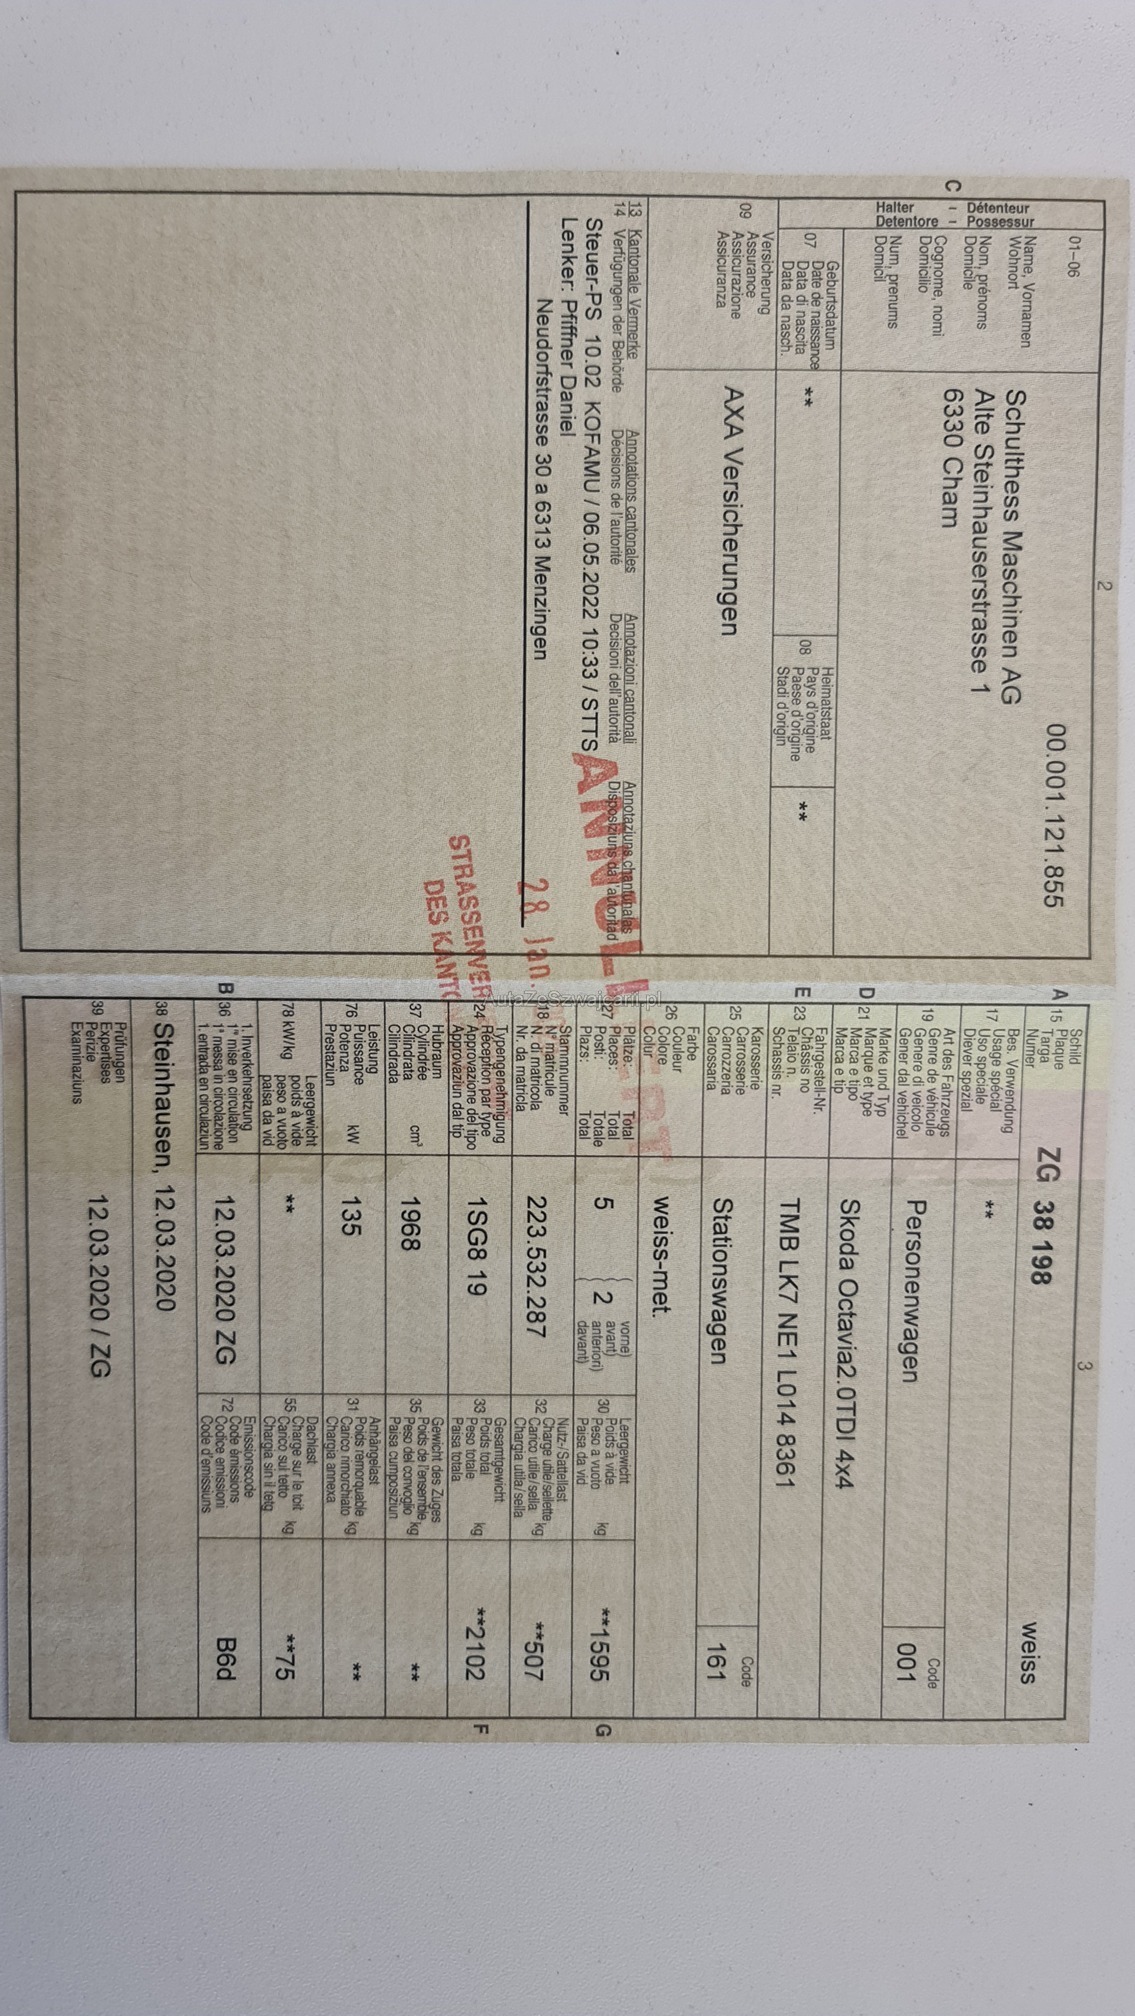 2
01-06
00.001.121.855
C
Halter - Détenteur
Detentore - Possessur
Name, Vornamen
Wohnort
Nom, prénoms
Domicile
Cognome, nomi
Domicilio
Num, prenums
Domicil
Schulthess Maschinen AG
Alte Steinhauserstrasse 1
6330 Cham
07
Geburtsdatum
Date de naissance
Data di nascita
Data da nasch.
**
08
Heimatstaat
Pays d'origine
Paese d'origine
Stadi d'origin
**
09
Versicherung
Assurance
Assicurazione
Assicuranza
AXA Versicherungen
13 Kantonale Vermerke Annotations cantonales Annotazioni cantonali Annotaziuns chantunalas
14 Verfügungen der Behörde Décisions de l'autorité Decisioni dell'autorità Disposiziuns da l'autoritad
Steuer-PS 10.02 KOFAMU / 06.05.2022 10:33 / STTS
Lenker: Pfiffner Daniel
Neudorfstrasse 30 a 6313 Menzingen
28. Jan.
3
A 15
Schild
Plaque
Targa
Numer
ZG 38 198 weiss
17
Bes. Verwendung
Usage spécial
Uso speciale
Diever spezial
**
19
Art des Fahrzeugs
Genre de véhicule
Genere di veicolo
Gener dal vehichel
Personenwagen
Code
001
D 21
Marke und Typ
Marque et type
Marca e tipo
Marca e tip
Skoda Octavia2.0TDI 4x4
E 23
Fahrgestell-Nr.
Châssis no
Telaio n.
Schassis nr.
TMB LK7 NE1 L014 8361
25
Karosserie
Carrosserie
Carrozzeria
Carossaria
Stationswagen
Code
161
26
Farbe
Couleur
Colore
Colur
weiss-met.
27
Plätze: Total
Places: Total
Posti: Totale
Plazs: Total
5
2
vorne)
avant)
anteriori)
davant)
30
Leergewicht
Poids à vide
Peso a vuoto
Paisa da vid
kg
**1595
G
18
Stammnummer
N° matricule
N. di matricola
Nr. da matricla
223.532.287
32
Nutz-/Sattellast
Charge utile/sellette
Carico utile/sella kg
Chargia utila/sella
**507
24
Typengenehmigung
Réception par type
Approvazione del tipo
Approvaziun dal tip
1SG8 19
33
Gesamtgewicht
Poids total
Peso totale
Paisa totala
kg
**2102
F
37
Hubraum
Cylindrée
Cilindrata
Cilindrada
cm³
1968
35
Gewicht des Zuges
Poids de l'ensemble
Peso del convoglio kg
Paisa cumposiziun
**
76
Leistung
Puissance
Potenza
Prestaziun
kW
135
31
Anhängelast
Poids remorquable
Carico rimorchiato kg
Chargia annexa
**
78 kW/kg
Leergewicht
poids à vide
peso a vuoto
paisa da vid
**
55
Dachlast
Charge sur le toit
Carico sul tetto
Chargia sin il tetg
kg
**75
B 36
1. Inverkehrsetzung
1re mise en circulation
1a messa in circolazione
1. entrada en circulaziun
12.03.2020 ZG
72
Emissionscode
Code émissions
Codice emissioni
Code d'emissiuns
B6d
38 Steinhausen, 12.03.2020
39
Prüfungen
Expertises
Perizie
Examinaziuns
12.03.2020 / ZG
AutaZeSzwajcarii.pl